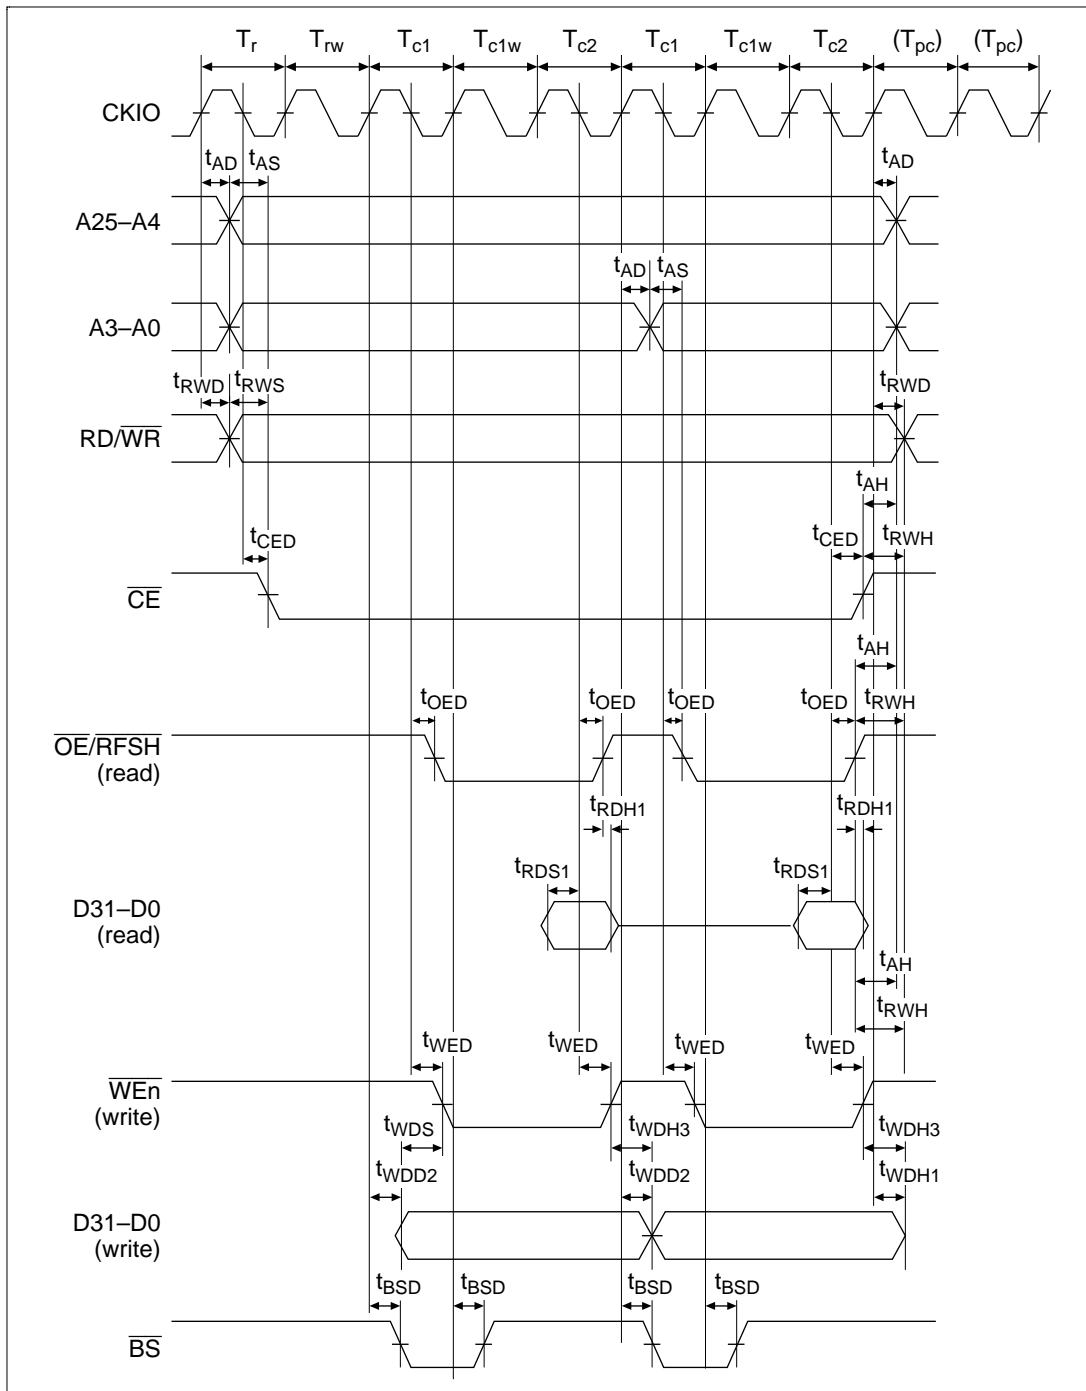 Tr Trw Tc1 Tc1w Tc2 Tc1 Tc1w Tc2 (Tpc) (Tpc)
CKIO
tAD tAS tAD
A25–A4
tAD tAS
A3–A0
tRWD tRWS tRWD
RD/WR
tAH
tCED tCED tRWH
CE
tAH
tOED tOED tOED tOED tRWH
OE/RFSH
(read)
tRDH1 tRDH1
tRDS1 tRDS1
D31–D0
(read)
tAH
tRWH
tWED tWED tWED tWED
WEn
(write)
tWDS tWDH3 tWDH3
tWDD2 tWDD2 tWDH1
D31–D0
(write)
tBSD tBSD tBSD tBSD
BS